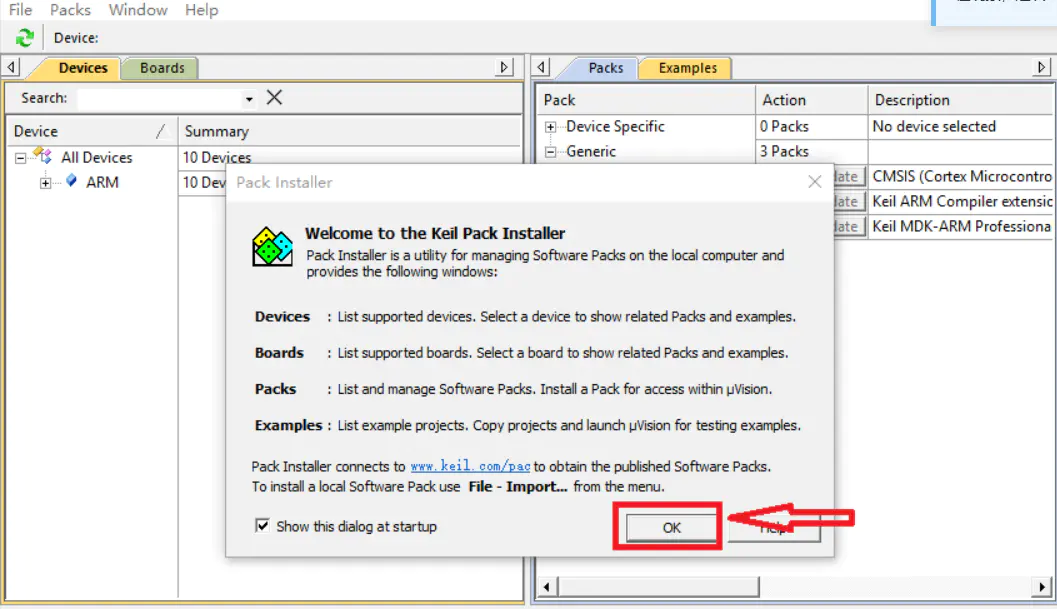 File Packs Window Help
Device:
Devices Boards
Search:
Device Summary
All Devices 10 Devices
ARM 10 Dev
Packs Examples
Pack Action Description
Device Specific 0 Packs No device selected
Generic 3 Packs
date CMSIS (Cortex Microcontro
date Keil ARM Compiler extensic
date Keil MDK-ARM Professiona
Pack Installer
Welcome to the Keil Pack Installer
Pack Installer is a utility for managing Software Packs on the local computer and
provides the following windows:
Devices : List supported devices. Select a device to show related Packs and examples.
Boards : List supported boards. Select a board to show related Packs and examples.
Packs : List and manage Software Packs. Install a Pack for access within µVision.
Examples : List example projects. Copy projects and launch µVision for testing examples.
Pack Installer connects to www.keil.com/pac to obtain the published Software Packs.
To install a local Software Pack use File - Import... from the menu.
Show this dialog at startup
OK Help